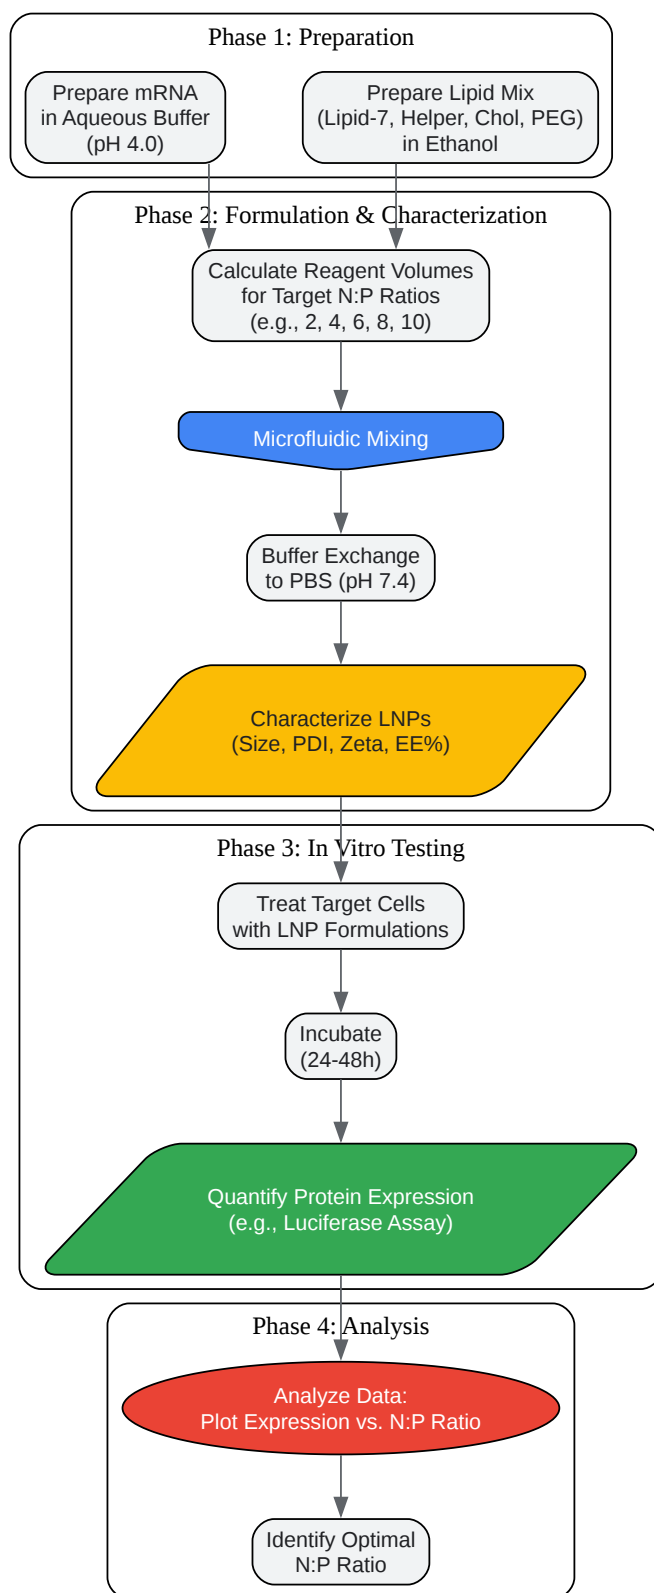 Phase 1: Preparation
Prepare mRNA
in Aqueous Buffer
(pH 4.0)
Prepare Lipid Mix
(Lipid-7, Helper, Chol, PEG)
in Ethanol
Phase 2: Formulation & Characterization
Calculate Reagent Volumes
for Target N:P Ratios
(e.g., 2, 4, 6, 8, 10)
Microfluidic Mixing
Buffer Exchange
to PBS (pH 7.4)
Characterize LNPs
(Size, PDI, Zeta, EE%)
Phase 3: In Vitro Testing
Treat Target Cells
with LNP Formulations
Incubate
(24-48h)
Quantify Protein Expression
(e.g., Luciferase Assay)
Phase 4: Analysis
Analyze Data:
Plot Expression vs. N:P Ratio
Identify Optimal
N:P Ratio